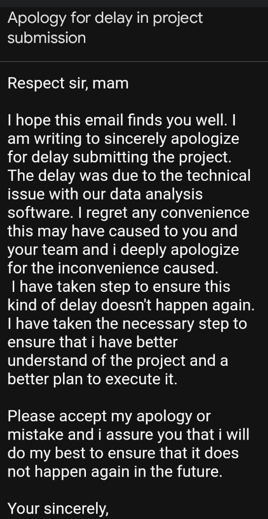 Apology for delay in project
submission
Respect sir, mam
I hope this email finds you well. I
am writing to sincerely apologize
for delay submitting the project.
The delay was due to the technical
issue with our data analysis
software. I regret any convenience
this may have caused to you and
your team and i deeply apologize
for the inconvenience caused.
I have taken step to ensure this
kind of delay doesn't happen again.
I have taken the necessary step to
ensure that i have better
understand of the project and a
better plan to execute it.
Please accept my apology or
mistake and i assure you that i will
do my best to ensure that it does
not happen again in the future.
Your sincerely,